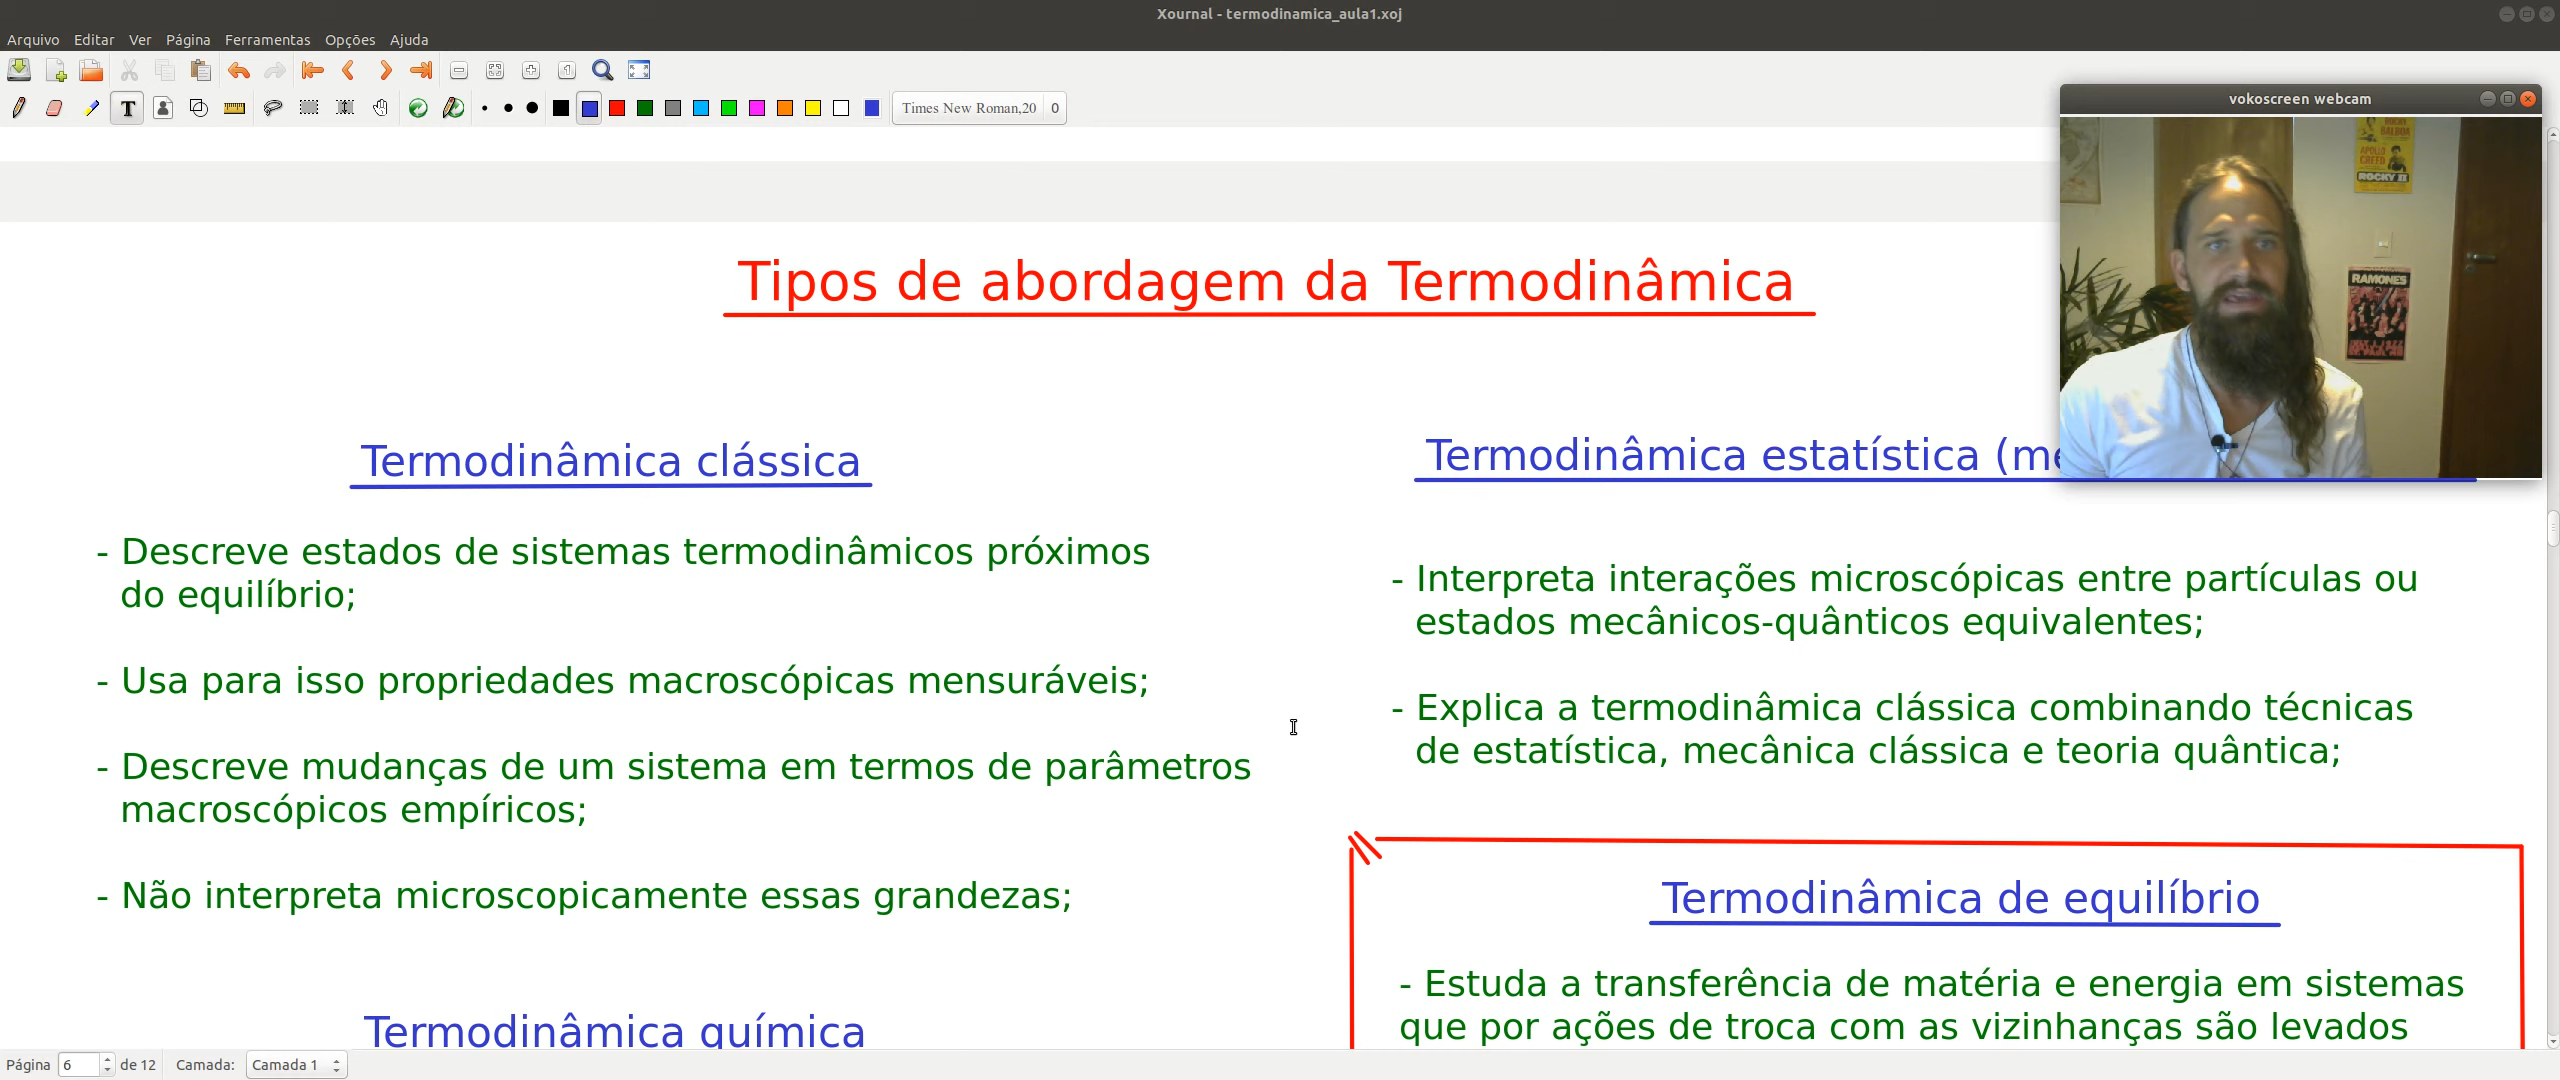 Xournal - termodinamica_aula1.xoj
Arquivo Editar Ver Página Ferramentas Opções Ajuda
Times New Roman,20 0
vokoscreen webcam
ROCKY II
RAMONES
Tipos de abordagem da Termodinâmica
Termodinâmica clássica
- Descreve estados de sistemas termodinâmicos próximos
do equilíbrio;
- Usa para isso propriedades macroscópicas mensuráveis;
- Descreve mudanças de um sistema em termos de parâmetros
macroscópicos empíricos;
- Não interpreta microscopicamente essas grandezas;
Termodinâmica química
Termodinâmica estatística (me
- Interpreta interações microscópicas entre partículas ou
estados mecânicos-quânticos equivalentes;
- Explica a termodinâmica clássica combinando técnicas
de estatística, mecânica clássica e teoria quântica;
Termodinâmica de equilíbrio
- Estuda a transferência de matéria e energia em sistemas
que por ações de troca com as vizinhanças são levados
Página 6 de 12 Camada: Camada 1